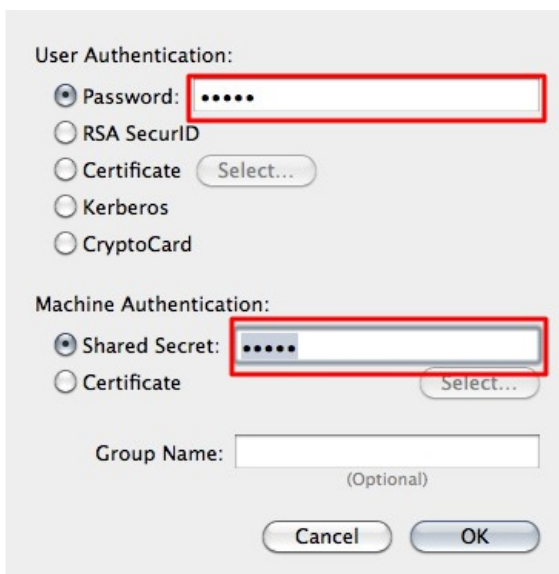 User Authentication:
Password: •••••
RSA SecurID
Certificate Select...
Kerberos
CryptoCard
Machine Authentication:
Shared Secret: •••••
Certificate Select...
Group Name:
(Optional)
Cancel OK